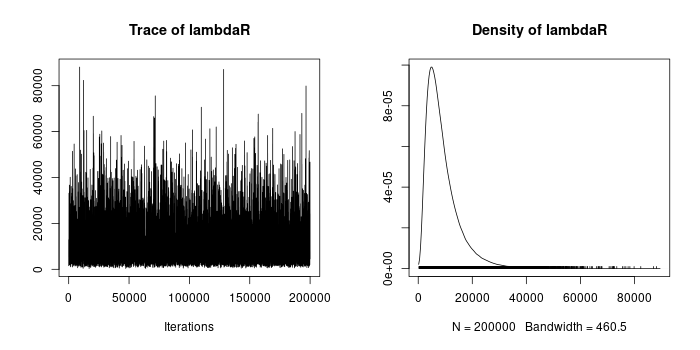 Trace of lambdaR
80000
60000
40000
20000
0
0 50000 100000 150000 200000
Iterations
Density of lambdaR
8e-05
4e-05
0e+00
0 20000 40000 60000 80000
N = 200000 Bandwidth = 460.5